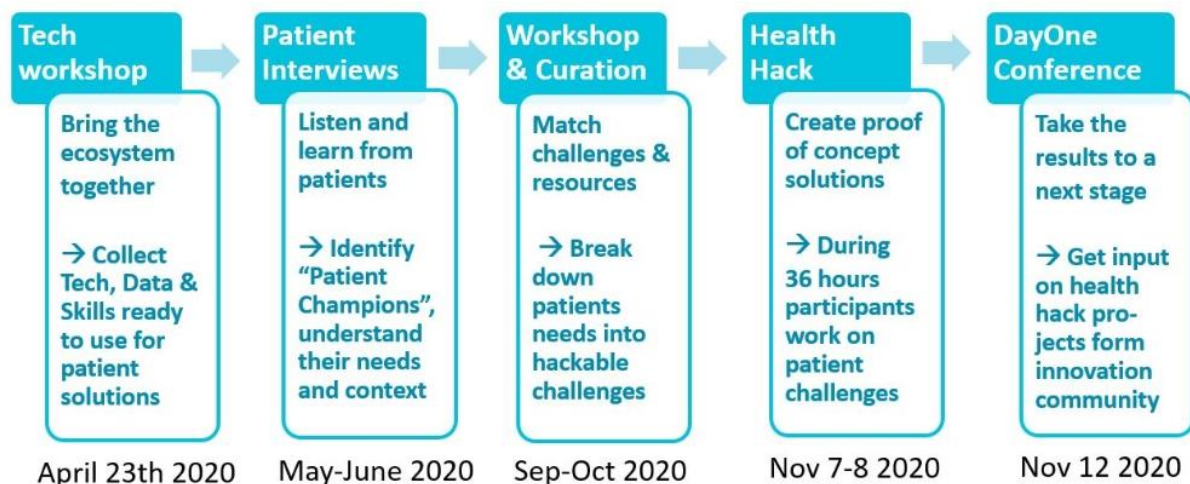 Tech
workshop
Bring the
ecosystem
together
→ Collect
Tech, Data &
Skills ready
to use for
patient
solutions
April 23th 2020
Patient
Interviews
Listen and
learn from
patients
→ Identify
“Patient
Champions”,
understand
their needs
and context
May-June 2020
Workshop
& Curation
Match
challenges &
resources
→ Break
down
patients
needs into
hackable
challenges
Sep-Oct 2020
Health
Hack
Create proof
of concept
solutions
→ During
36 hours
participants
work on
patient
challenges
Nov 7-8 2020
DayOne
Conference
Take the
results to a
next stage
→ Get input
on health
hack pro-
jects form
innovation
community
Nov 12 2020